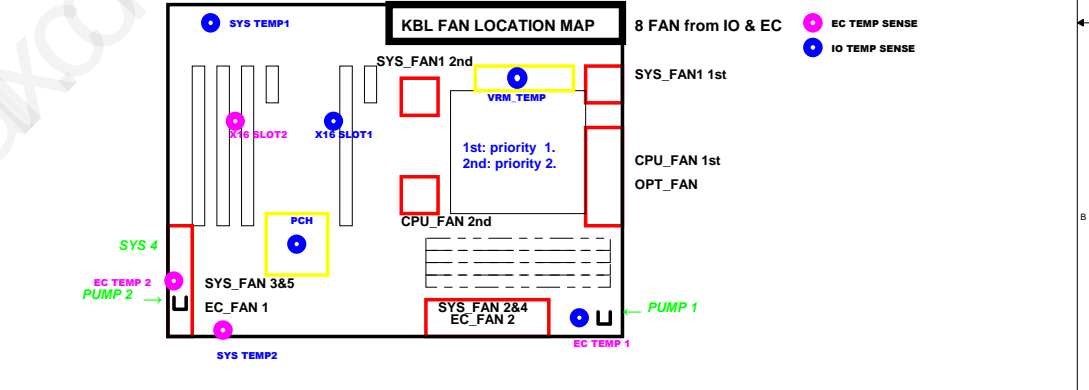 SYS TEMP1
KBL FAN LOCATION MAP
8 FAN from IO & EC
EC TEMP SENSE
IO TEMP SENSE
SYS_FAN1 2nd
SYS_FAN1 1st
VRM_TEMP
X16 SLOT2
X16 SLOT1
1st: priority 1.
2nd: priority 2.
CPU_FAN 1st
OPT_FAN
PCH
CPU_FAN 2nd
B
SYS 4
EC TEMP 2
SYS_FAN 3&5
PUMP 2
EC_FAN 1
SYS_FAN 2&4
EC_FAN 2
PUMP 1
EC TEMP 1
SYS TEMP2